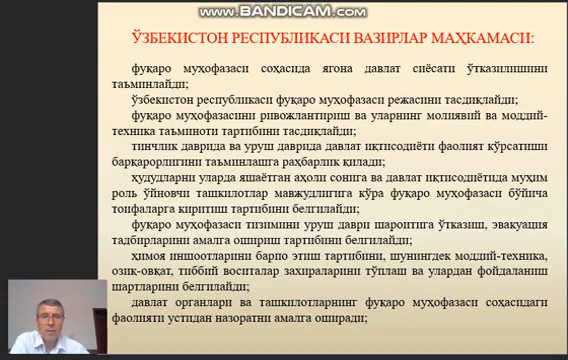 www.BANDICAM.com
ЎЗБЕКИСТОН РЕСПУБЛИКАСИ ВАЗИРЛАР МАҲКАМАСИ:
фуқаро муҳофазаси соҳасида ягона давлат сиёсати ўтказилишини
таъминлайди;
ўзбекистон республикаси фуқаро муҳофазаси режасини тасдиқлайди;
фуқаро муҳофазасини ривожлантириш ва уларнинг молиявий ва моддий-
техника таъминоти тартибини тасдиқлайди;
тинчлик даврида ва уруш даврида давлат иқтисодиёти фаолият кўрсатиши
барқарорлигини таъминлашга раҳбарлик қилади;
ҳудудларни уларда яшаётган аҳоли сонига ва давлат иқтисодиётида муҳим
роль ўйновчи ташкилотлар мавжудлигига кўра фуқаро муҳофазаси бўйича
тоифаларга киритиш тартибини белгилайди;
фуқаро муҳофазаси тизимини уруш даври шароитига ўтказиш, эвакуация
тадбирларини амалга ошириш тартибини белгилайди;
ҳимоя иншоотларини барпо этиш тартибини, шунингдек моддий-техника,
озиқ-овқат, тиббий воситалар захираларини тўплаш ва улардан фойдаланиш
шартларини белгилайди;
давлат органлари ва ташкилотларнинг фуқаро муҳофазаси соҳасидаги
фаолияти устидан назоратни амалга оширади;